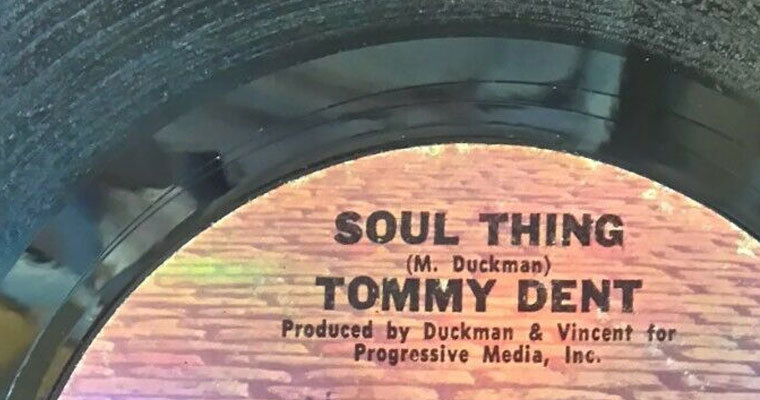 SOUL THING
(M. Duckman)
TOMMY DENT
Produced by Duckman & Vincent for
Progressive Media, Inc.